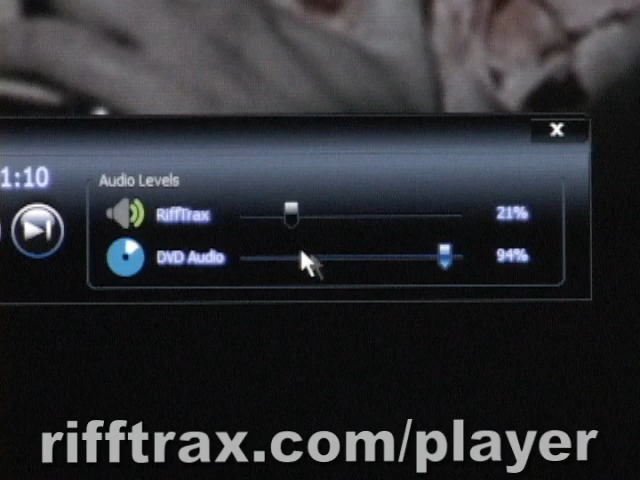 1:10
Audio Levels
RiffTrax 21%
DVD Audio 94%
rifftrax.com/player